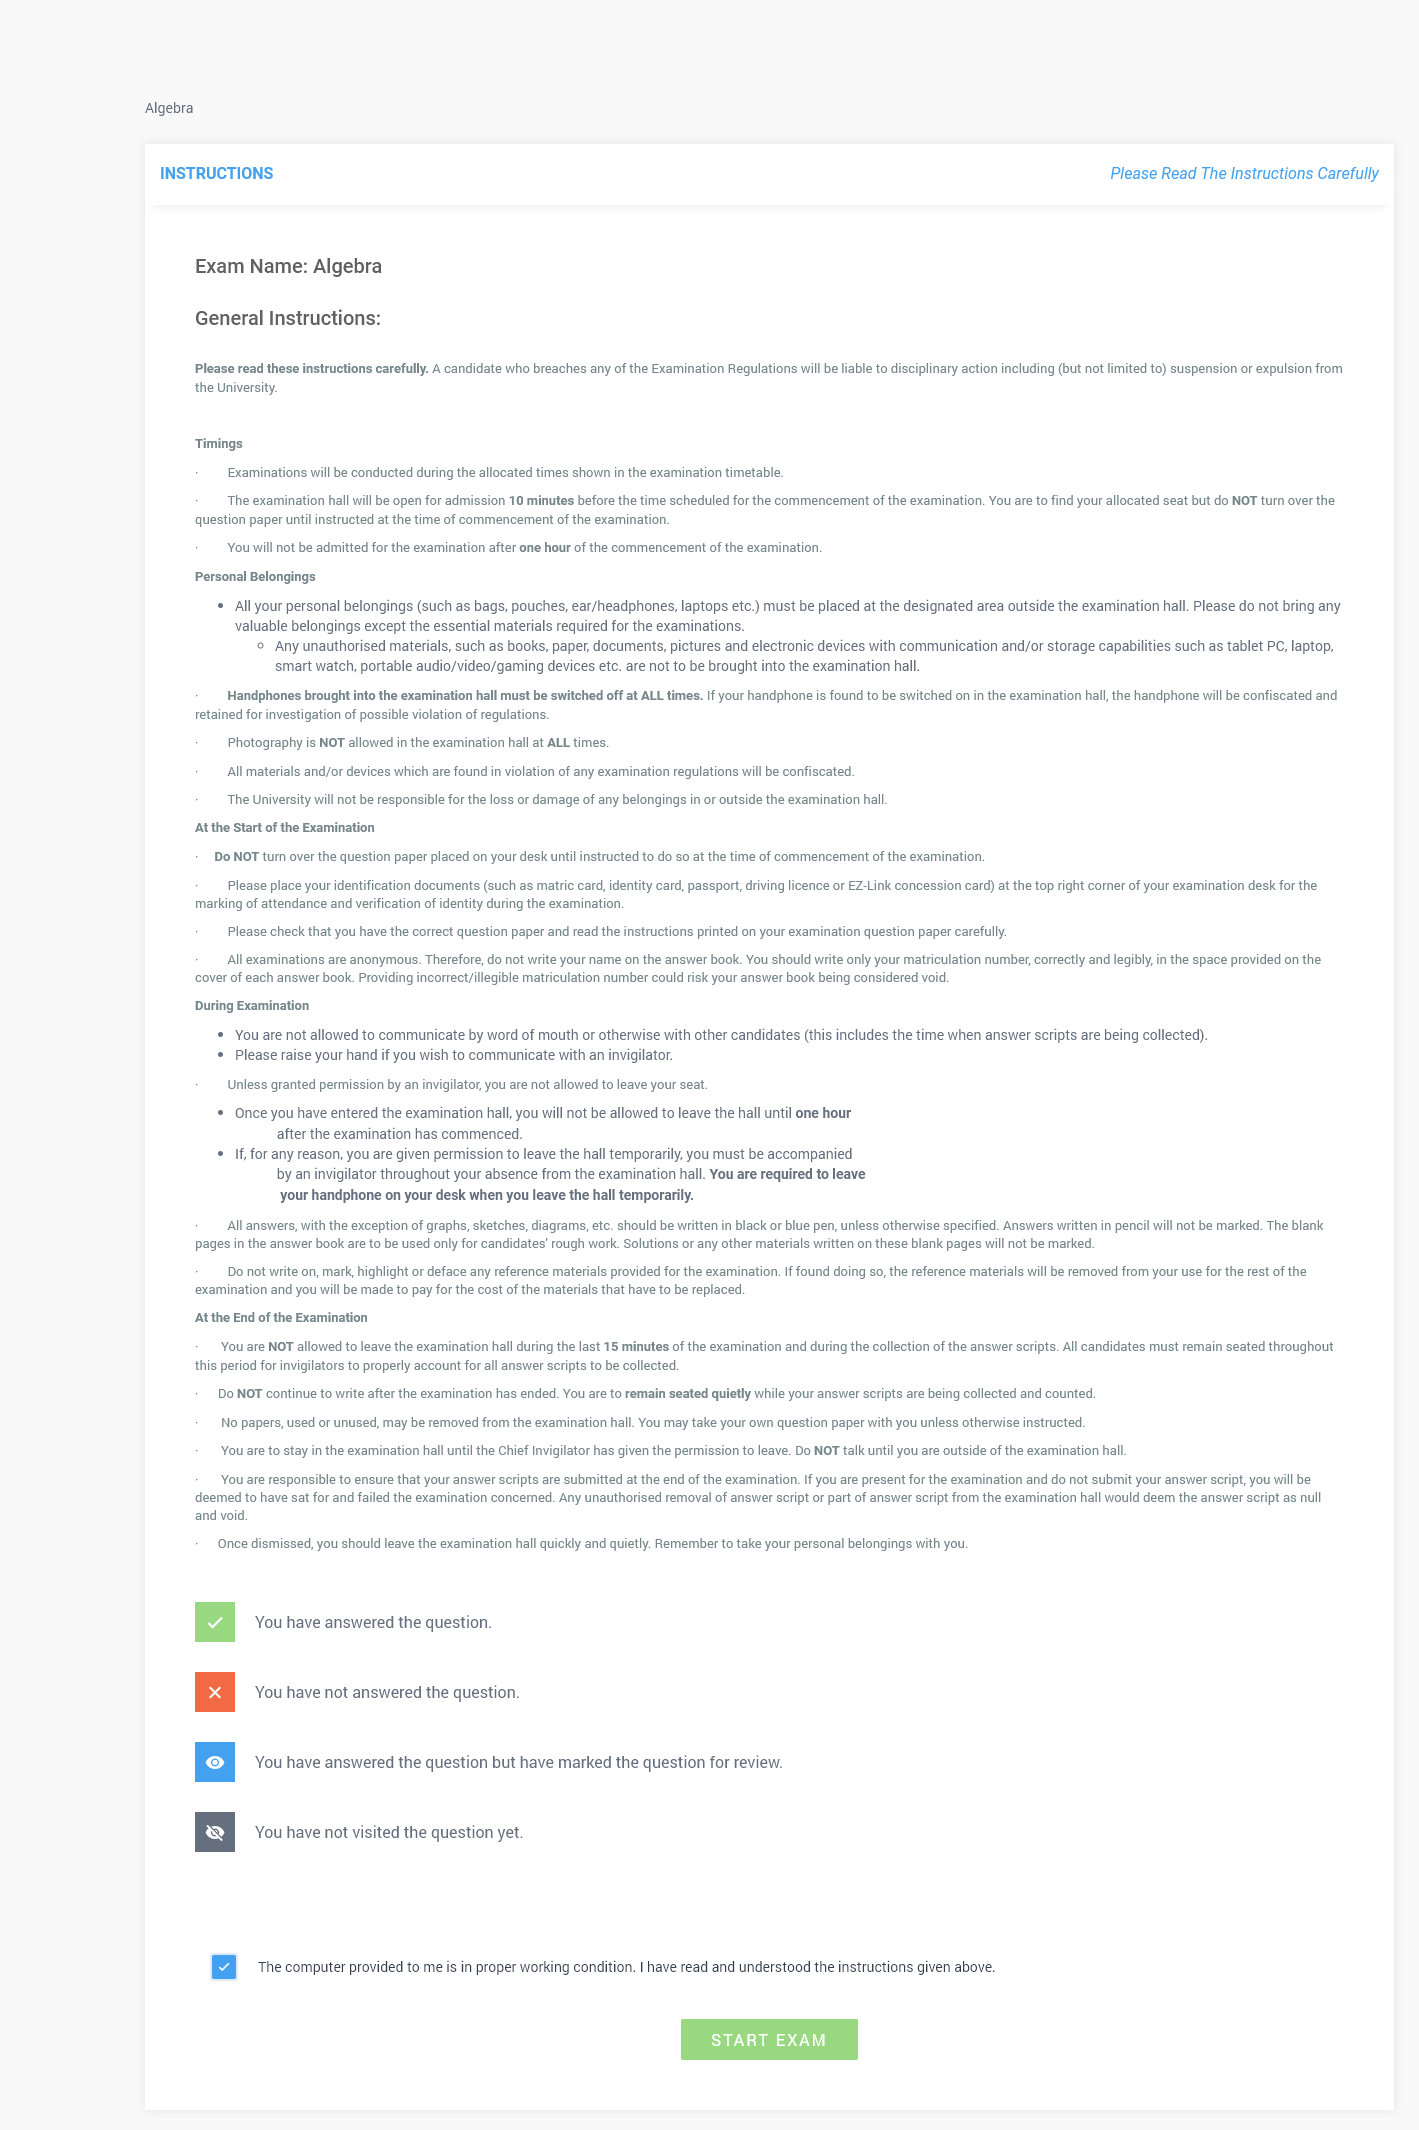 Algebra
INSTRUCTIONS
Please Read The Instructions Carefully
Exam Name: Algebra
General Instructions:
Please read these instructions carefully. A candidate who breaches any of the Examination Regulations will be liable to disciplinary action including (but not limited to) suspension or expulsion from
the University.
Timings
· Examinations will be conducted during the allocated times shown in the examination timetable.
· The examination hall will be open for admission 10 minutes before the time scheduled for the commencement of the examination. You are to find your allocated seat but do NOT turn over the
question paper until instructed at the time of commencement of the examination.
· You will not be admitted for the examination after one hour of the commencement of the examination.
Personal Belongings
• All your personal belongings (such as bags, pouches, ear/headphones, laptops etc.) must be placed at the designated area outside the examination hall. Please do not bring any
valuable belongings except the essential materials required for the examinations.
○ Any unauthorised materials, such as books, paper, documents, pictures and electronic devices with communication and/or storage capabilities such as tablet PC, laptop,
smart watch, portable audio/video/gaming devices etc. are not to be brought into the examination hall.
· Handphones brought into the examination hall must be switched off at ALL times. If your handphone is found to be switched on in the examination hall, the handphone will be confiscated and
retained for investigation of possible violation of regulations.
· Photography is NOT allowed in the examination hall at ALL times.
· All materials and/or devices which are found in violation of any examination regulations will be confiscated.
· The University will not be responsible for the loss or damage of any belongings in or outside the examination hall.
At the Start of the Examination
· Do NOT turn over the question paper placed on your desk until instructed to do so at the time of commencement of the examination.
· Please place your identification documents (such as matric card, identity card, passport, driving licence or EZ-Link concession card) at the top right corner of your examination desk for the
marking of attendance and verification of identity during the examination.
· Please check that you have the correct question paper and read the instructions printed on your examination question paper carefully.
· All examinations are anonymous. Therefore, do not write your name on the answer book. You should write only your matriculation number, correctly and legibly, in the space provided on the
cover of each answer book. Providing incorrect/illegible matriculation number could risk your answer book being considered void.
During Examination
• You are not allowed to communicate by word of mouth or otherwise with other candidates (this includes the time when answer scripts are being collected).
• Please raise your hand if you wish to communicate with an invigilator.
· Unless granted permission by an invigilator, you are not allowed to leave your seat.
• Once you have entered the examination hall, you will not be allowed to leave the hall until one hour
after the examination has commenced.
• If, for any reason, you are given permission to leave the hall temporarily, you must be accompanied
by an invigilator throughout your absence from the examination hall. You are required to leave
your handphone on your desk when you leave the hall temporarily.
· All answers, with the exception of graphs, sketches, diagrams, etc. should be written in black or blue pen, unless otherwise specified. Answers written in pencil will not be marked. The blank
pages in the answer book are to be used only for candidates' rough work. Solutions or any other materials written on these blank pages will not be marked.
· Do not write on, mark, highlight or deface any reference materials provided for the examination. If found doing so, the reference materials will be removed from your use for the rest of the
examination and you will be made to pay for the cost of the materials that have to be replaced.
At the End of the Examination
· You are NOT allowed to leave the examination hall during the last 15 minutes of the examination and during the collection of the answer scripts. All candidates must remain seated throughout
this period for invigilators to properly account for all answer scripts to be collected.
· Do NOT continue to write after the examination has ended. You are to remain seated quietly while your answer scripts are being collected and counted.
· No papers, used or unused, may be removed from the examination hall. You may take your own question paper with you unless otherwise instructed.
· You are to stay in the examination hall until the Chief Invigilator has given the permission to leave. Do NOT talk until you are outside of the examination hall.
· You are responsible to ensure that your answer scripts are submitted at the end of the examination. If you are present for the examination and do not submit your answer script, you will be
deemed to have sat for and failed the examination concerned. Any unauthorised removal of answer script or part of answer script from the examination hall would deem the answer script as null
and void.
· Once dismissed, you should leave the examination hall quickly and quietly. Remember to take your personal belongings with you.
You have answered the question.
You have not answered the question.
You have answered the question but have marked the question for review.
You have not visited the question yet.
The computer provided to me is in proper working condition. I have read and understood the instructions given above.
START EXAM